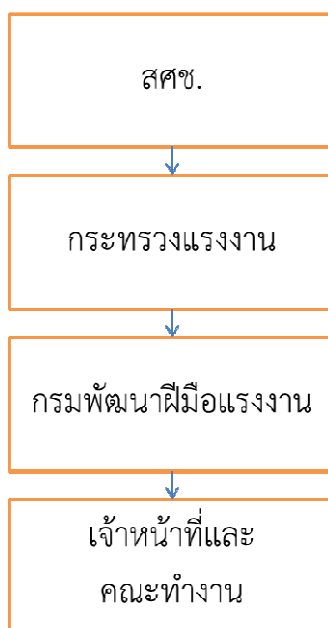 สศช.
กระทรวงแรงงาน
กรมพัฒนาฝีมือแรงงาน
เจ้าหน้าที่และ
คณะทำงาน